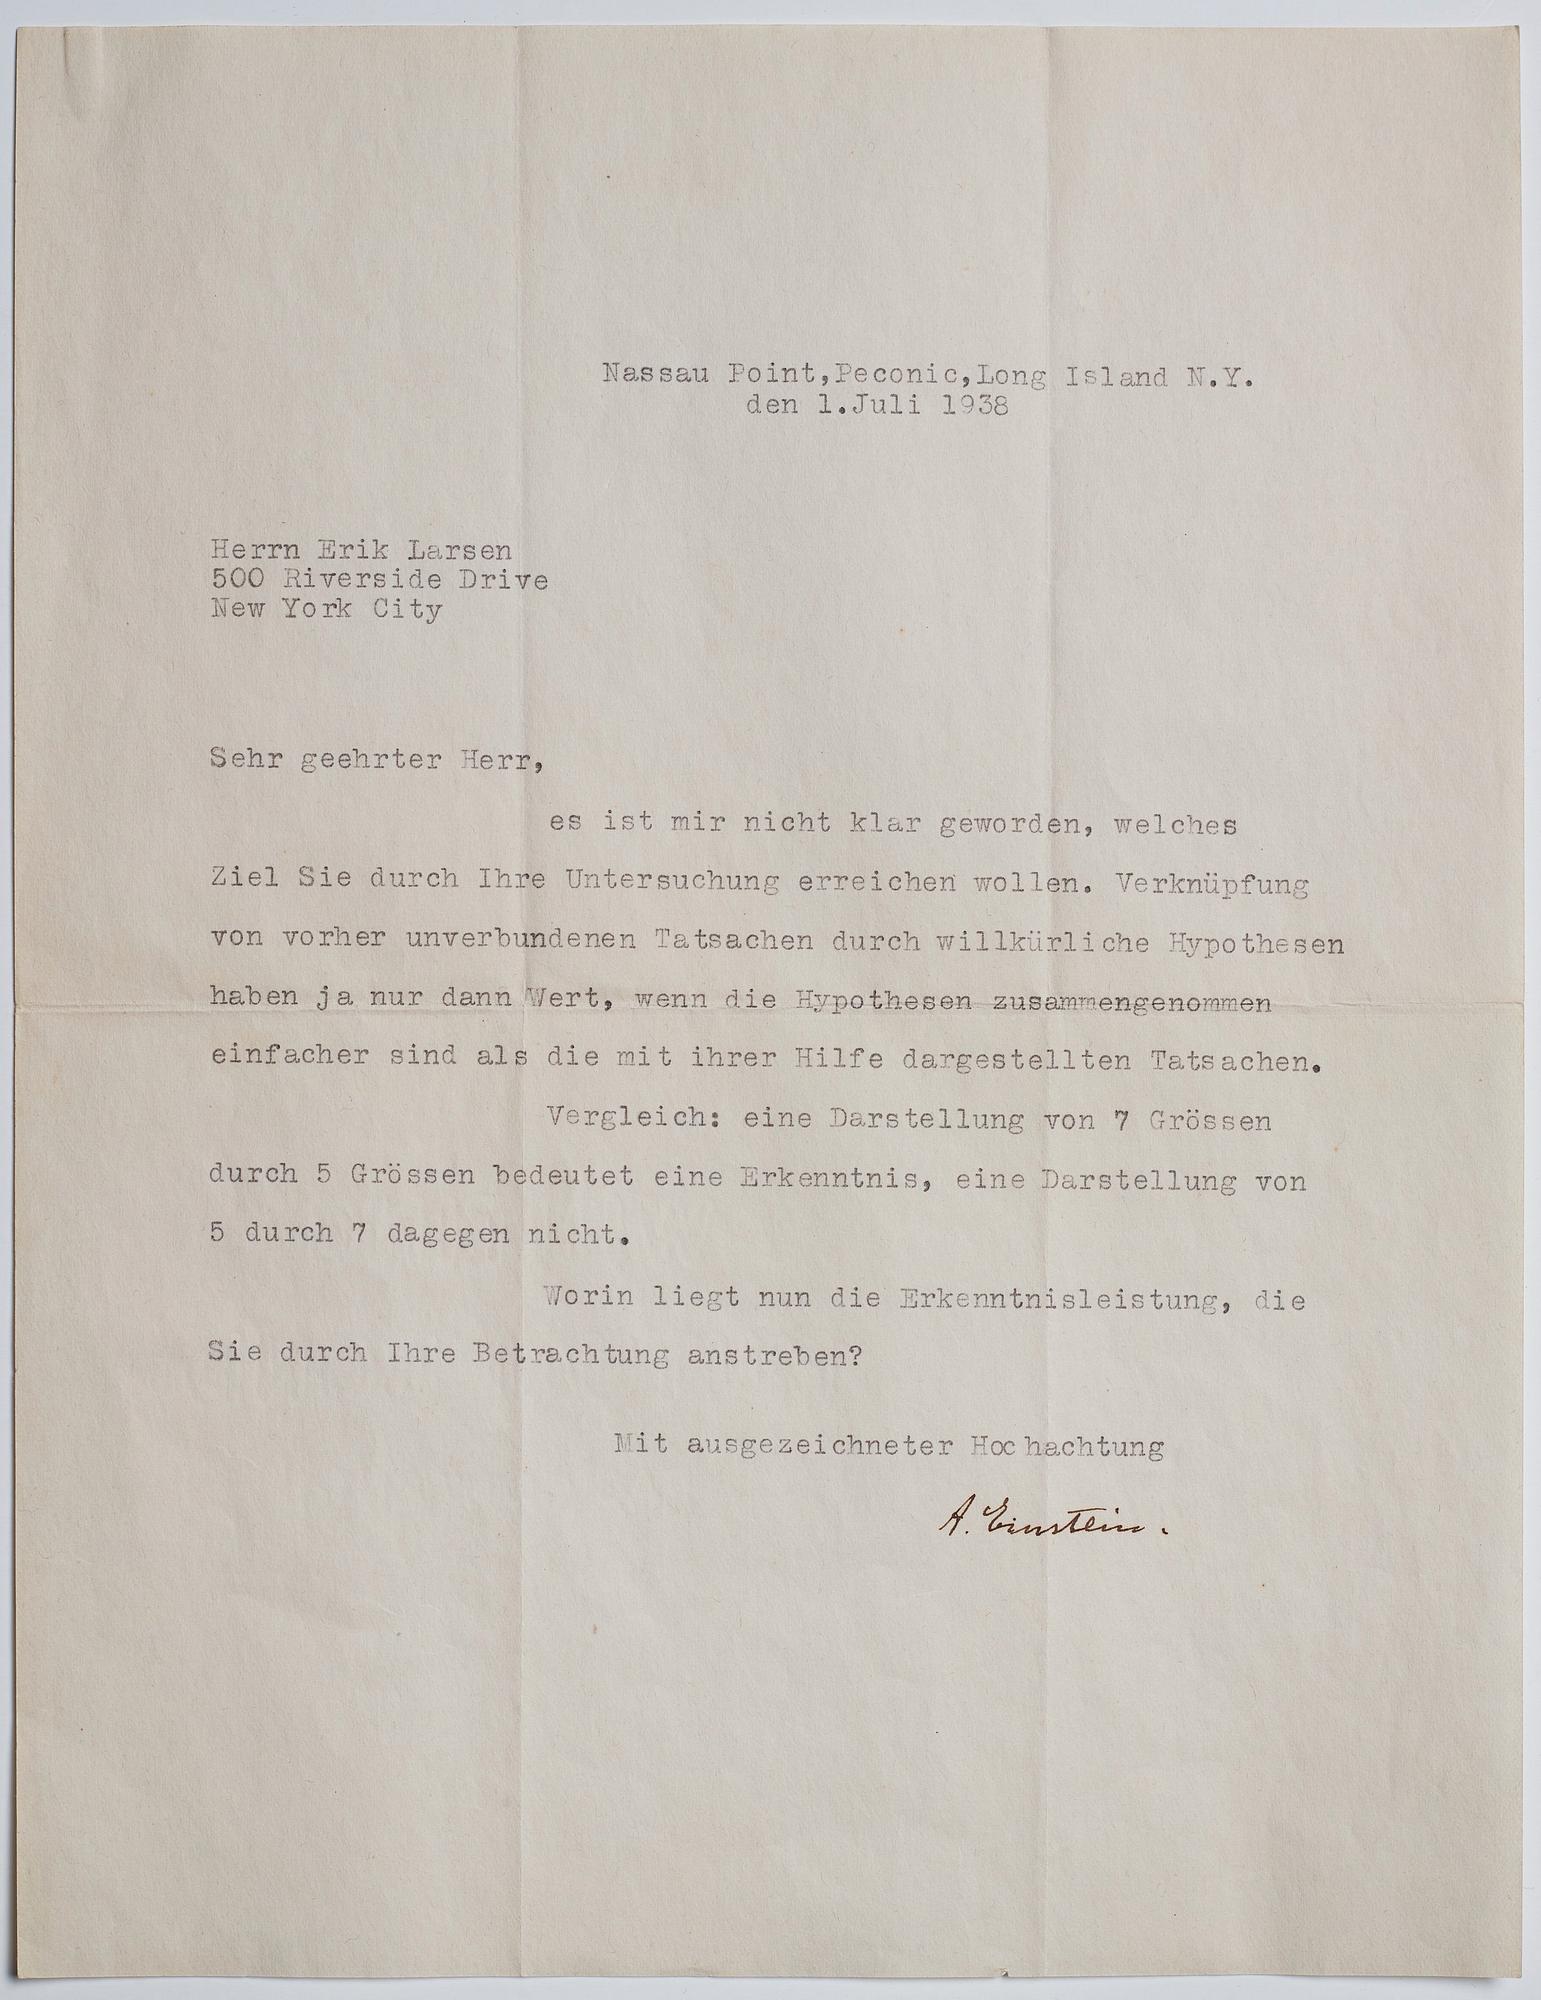 Nassau Point,Peconic,Long Island N.Y.
den 1.Juli 1938
Herrn Erik Larsen
500 Riverside Drive
New York City
Sehr geehrter Herr,
es ist mir nicht klar geworden, welches
Ziel Sie durch Ihre Untersuchung erreichen wollen. Verknüpfung
von vorher unverbundenen Tatsachen durch willkürliche Hypothesen
haben ja nur dann Wert, wenn die Hypothesen zusammengenommen
einfacher sind als die mit ihrer Hilfe dargestellten Tatsachen.
Vergleich: eine Darstellung von 7 Grössen
durch 5 Grössen bedeutet eine Erkenntnis, eine Darstellung von
5 durch 7 dagegen nicht.
Worin liegt nun die Erkenntnisleistung, die
Sie durch Ihre Betrachtung anstreben?
Mit ausgezeichneter Hochachtung
A. Einstein.